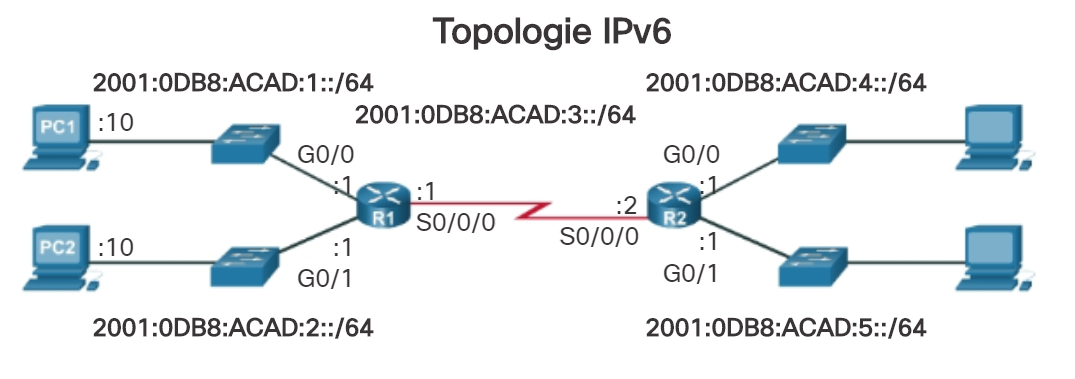 Topologie IPv6
2001:0DB8:ACAD:1::/64
2001:0DB8:ACAD:4::/64
2001:0DB8:ACAD:3::/64
PC1
:10
G0/0
:1
G0/0
:1
:1
R1
S0/0/0
:2
R2
S0/0/0
PC2
:10
:1
G0/1
:1
G0/1
2001:0DB8:ACAD:2::/64
2001:0DB8:ACAD:5::/64